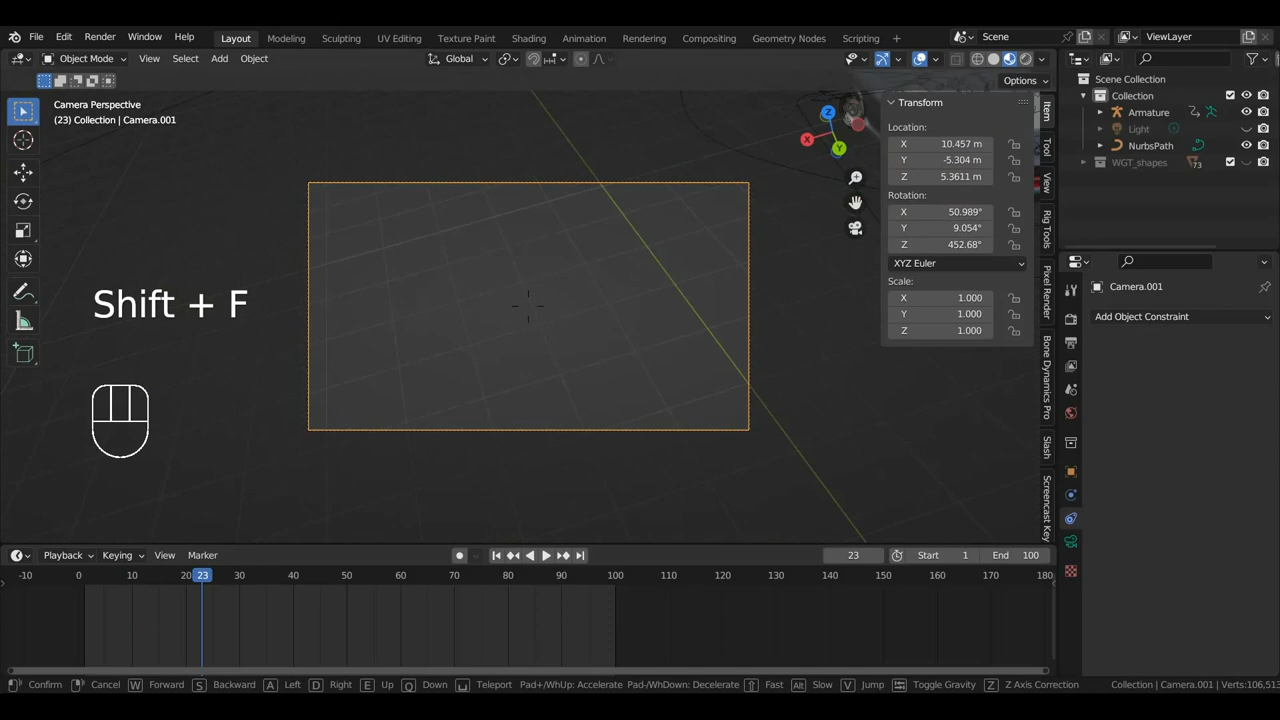 File Edit Render Window Help Layout Modeling Sculpting UV Editing Texture Paint Shading Animation Rendering Compositing Geometry Nodes Scripting + Scene ViewLayer
Object Mode View Select Add Object Global
Options
Camera Perspective
(23) Collection | Camera.001
Shift + F
Z
X
Y
Transform
Location:
X 10.457 m
Y -5.304 m
Z 5.3611 m
Rotation:
X 50.989°
Y 9.054°
Z 452.68°
XYZ Euler
Scale:
X 1.000
Y 1.000
Z 1.000
Item
Tool
View
Rig Tools
Pixel Render
Bone Dynamics Pro
Slash
Screencast Key
Scene Collection
Collection
Armature
Light
NurbsPath
WGT_shapes 73
Camera.001
Add Object Constraint
Playback Keying View Marker 23 Start 1 End 100
-10 0 10 20 23 30 40 50 60 70 80 90 100 110 120 130 140 150 160 170 180
Confirm Cancel W Forward S Backward A Left D Right E Up Q Down Teleport Pad+/WhUp: Accelerate Pad-/WhDown: Decelerate Fast Alt Slow V Jump Toggle Gravity Z Z Axis Correction Collection | Camera.001 | Verts:106,513